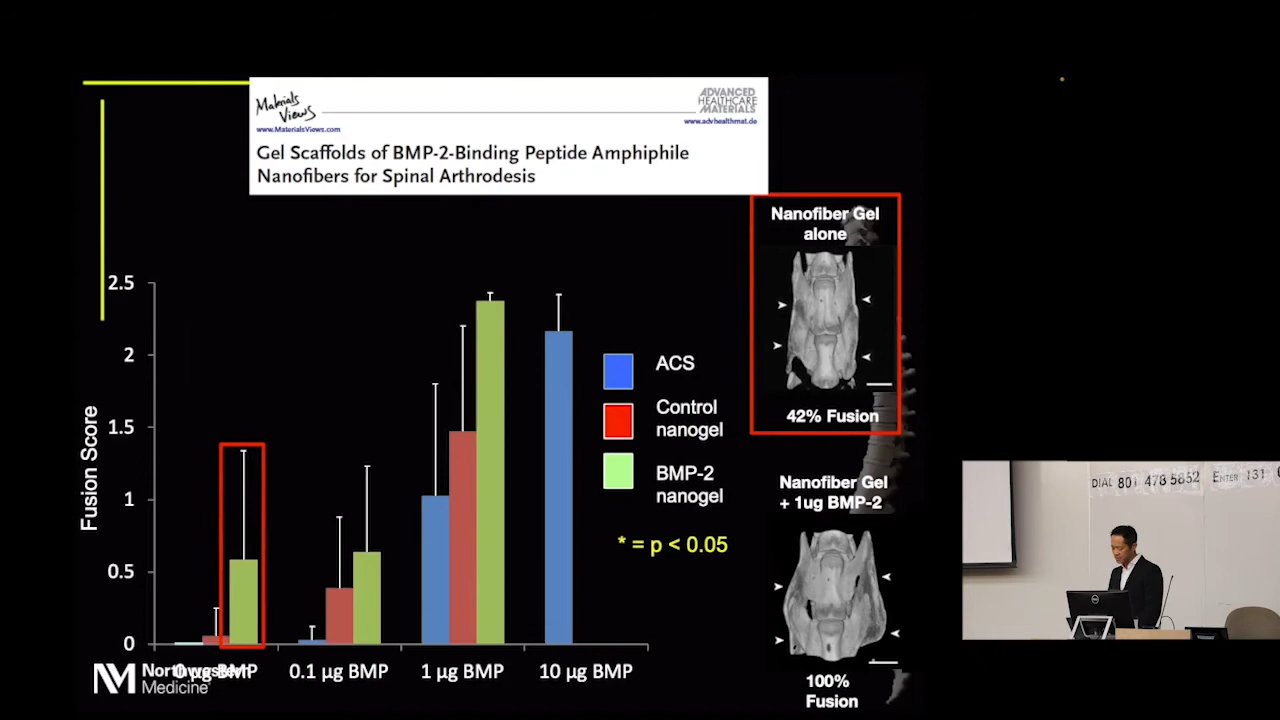 Materials
Views
www.MaterialsViews.com
ADVANCED
HEALTHCARE
MATERIALS
www.advhealthmat.de
Gel Scaffolds of BMP-2-Binding Peptide Amphiphile
Nanofibers for Spinal Arthrodesis
Fusion Score
2.5
2
1.5
1
0.5
0
0 µg BMP
0.1 µg BMP
1 µg BMP
10 µg BMP
ACS
Control
nanogel
BMP-2
nanogel
* = p < 0.05
Nanofiber Gel
alone
42% Fusion
Nanofiber Gel
+ 1ug BMP-2
100%
Fusion
NM
Northwestern
Medicine
DIAL 801 478 5852 ENTER 131
DELL